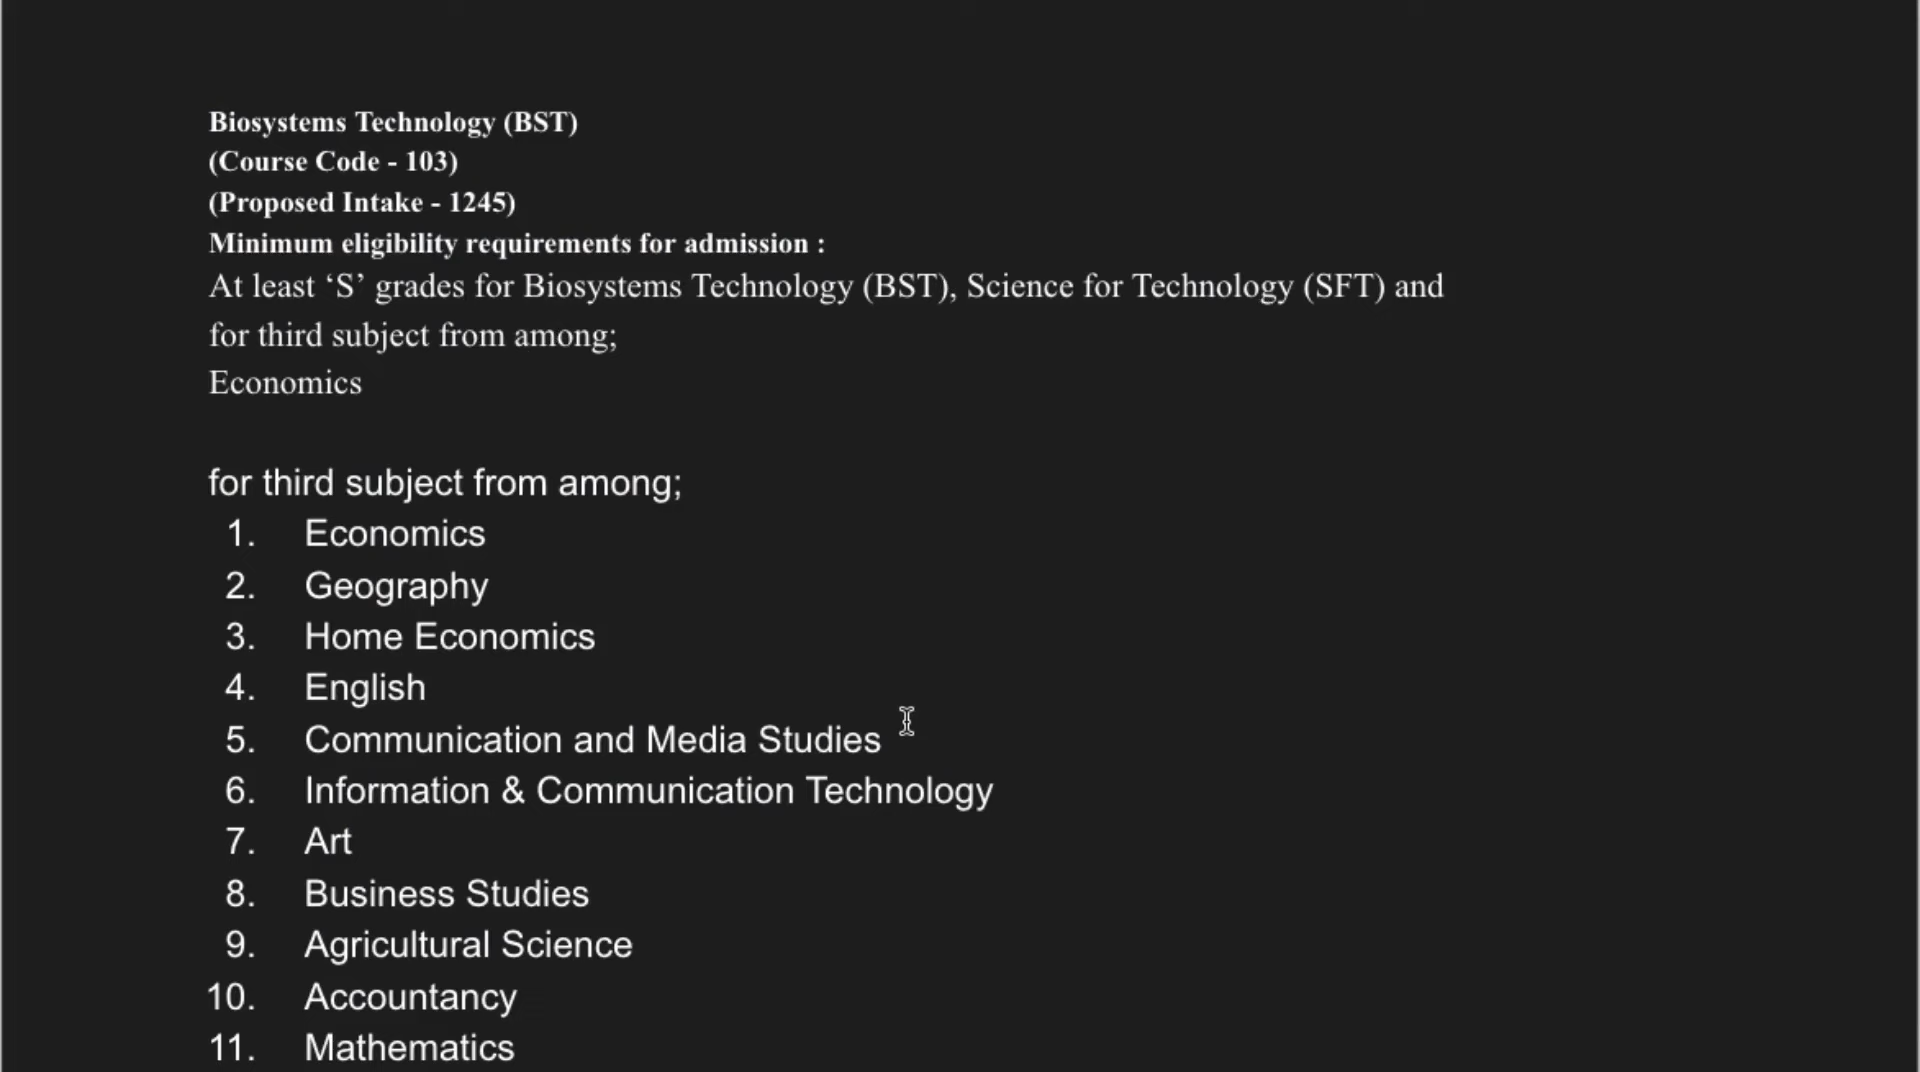 Biosystems Technology (BST)
(Course Code - 103)
(Proposed Intake - 1245)
Minimum eligibility requirements for admission :
At least ‘S’ grades for Biosystems Technology (BST), Science for Technology (SFT) and
for third subject from among;
Economics
for third subject from among;
1. Economics
2. Geography
3. Home Economics
4. English
5. Communication and Media Studies
6. Information & Communication Technology
7. Art
8. Business Studies
9. Agricultural Science
10. Accountancy
11. Mathematics